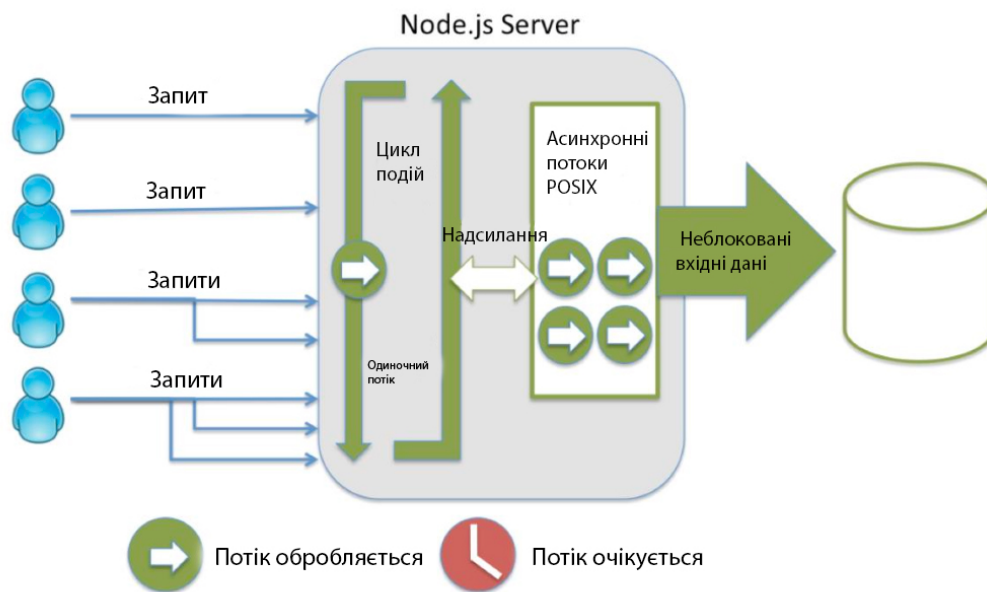 Node.js Server
Запит
Запит
Запити
Запити
Цикл
подій
Одиночний
потік
Надсилання
Асинхронні
потоки
POSIX
Неблоковані
вхідні дані
Потік обробляється
Потік очікується